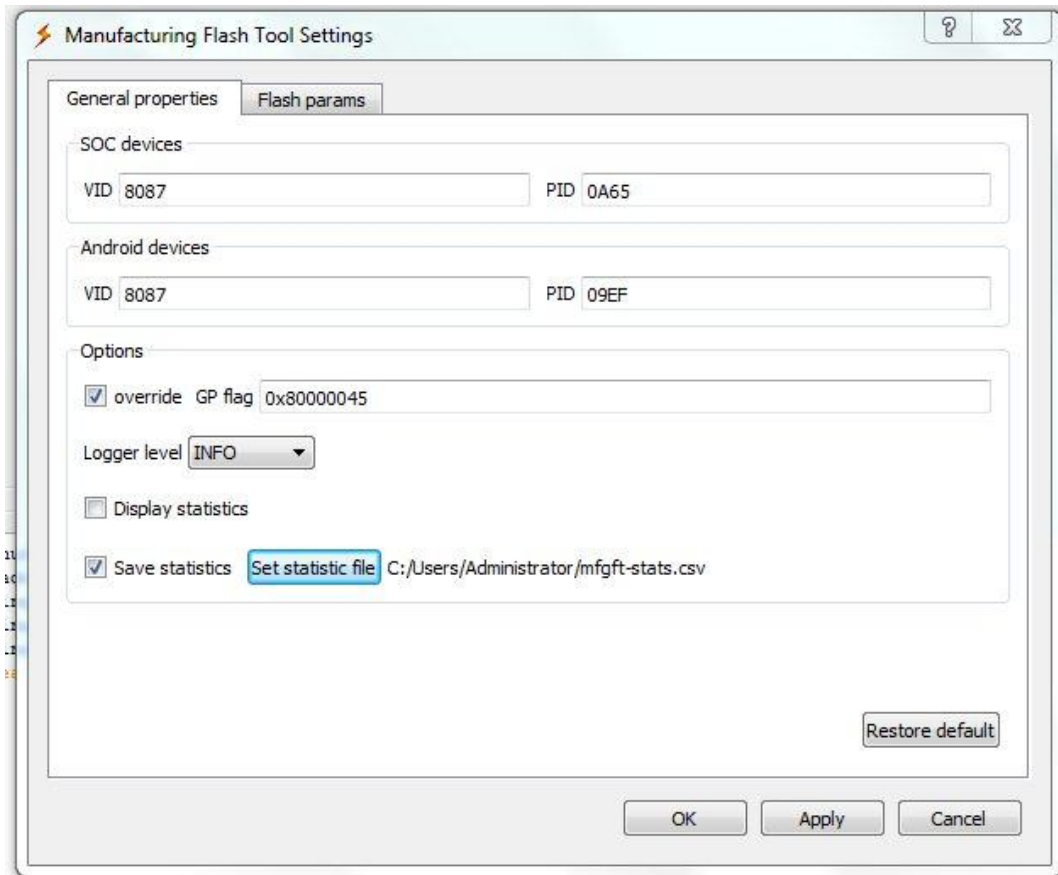 Manufacturing Flash Tool Settings
General properties Flash params
SOC devices
VID 8087 PID 0A65
Android devices
VID 8087 PID 09EF
Options
override GP flag 0x80000045
Logger level INFO
Display statistics
Save statistics Set statistic file C:/Users/Administrator/mfgft-stats.csv
Restore default
OK Apply Cancel